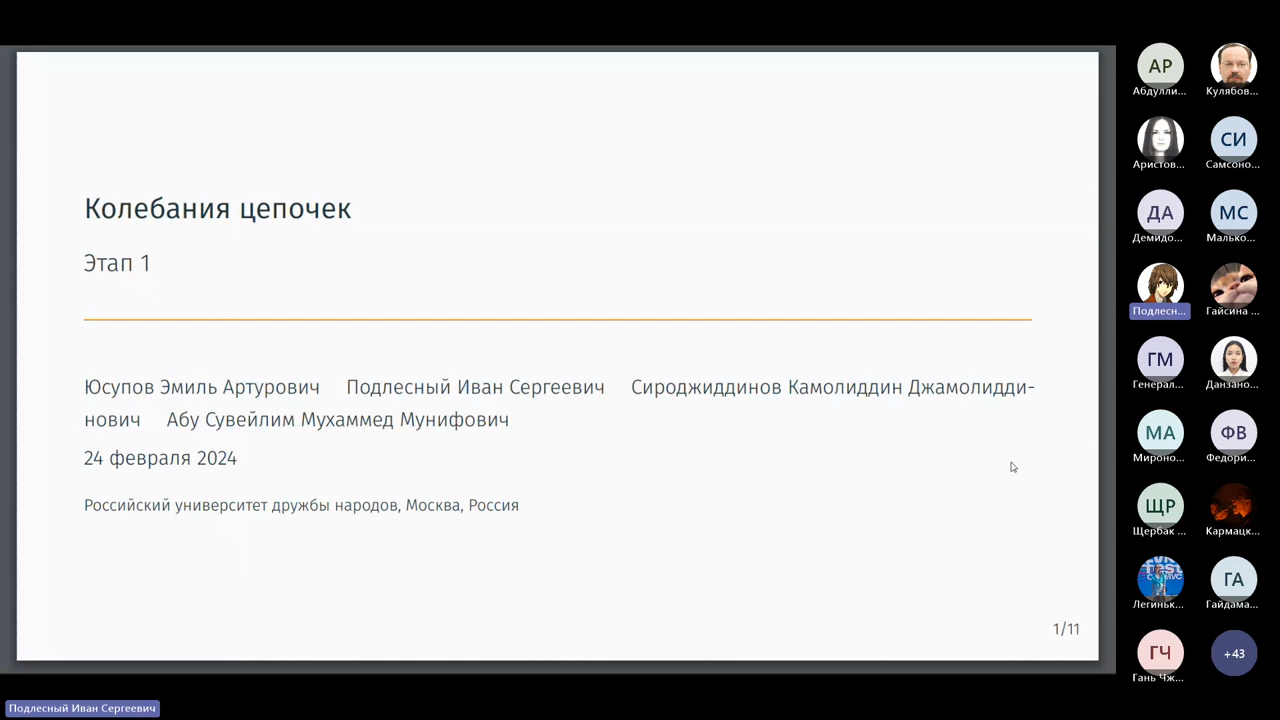 Колебания цепочек
Этап 1
Юсупов Эмиль Артурович Подлесный Иван Сергеевич Сироджиддинов Камолиддин Джамолидди-
нович Абу Сувейлим Мухаммед Мунифович
24 февраля 2024
Российский университет дружбы народов, Москва, Россия
1/11
АР
Абдулли...
Кулябов...
Аристов...
СИ
Самсоно...
ДА
Демидо...
МС
Малько...
Подлесн...
Гайсина ...
ГМ
Генерал...
Данзано...
МА
Мироно...
ФВ
Федори...
ЩР
Щербак ...
Кармацк...
Легиньк...
ГА
Гайдама...
ГЧ
Гань Чж...
+43
Подлесный Иван Сергеевич